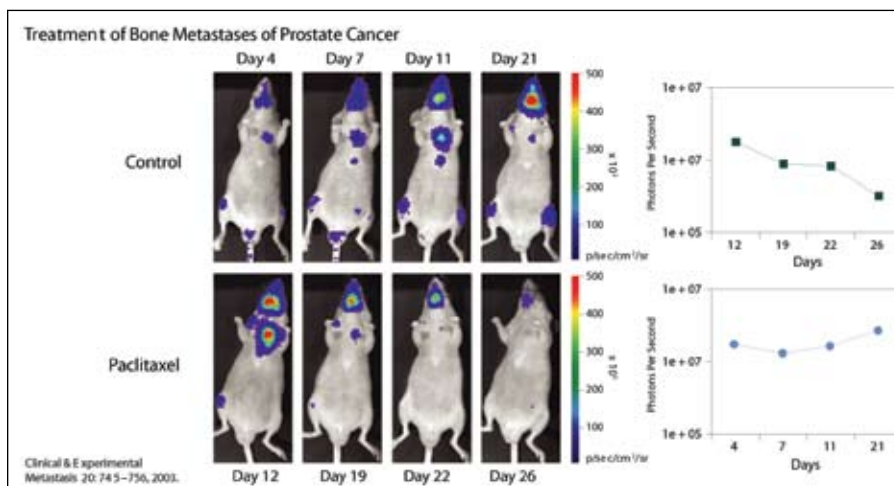 Treatment of Bone Metastases of Prostate Cancer
Day 4 Day 7 Day 11 Day 21
Control
500
400
300
200
100
p/sec/cm²/sr
1e + 07
1e + 07
1e + 05
Photons Per Second
12 19 22 26
Days
Paclitaxel
500
400
300
200
100
p/sec/cm²/sr
1e + 07
1e + 07
1e + 05
Photons Per Second
4 7 11 21
Days
Day 12 Day 19 Day 22 Day 26
Clinical & Experimental
Metastasis 20: 745–756, 2003.